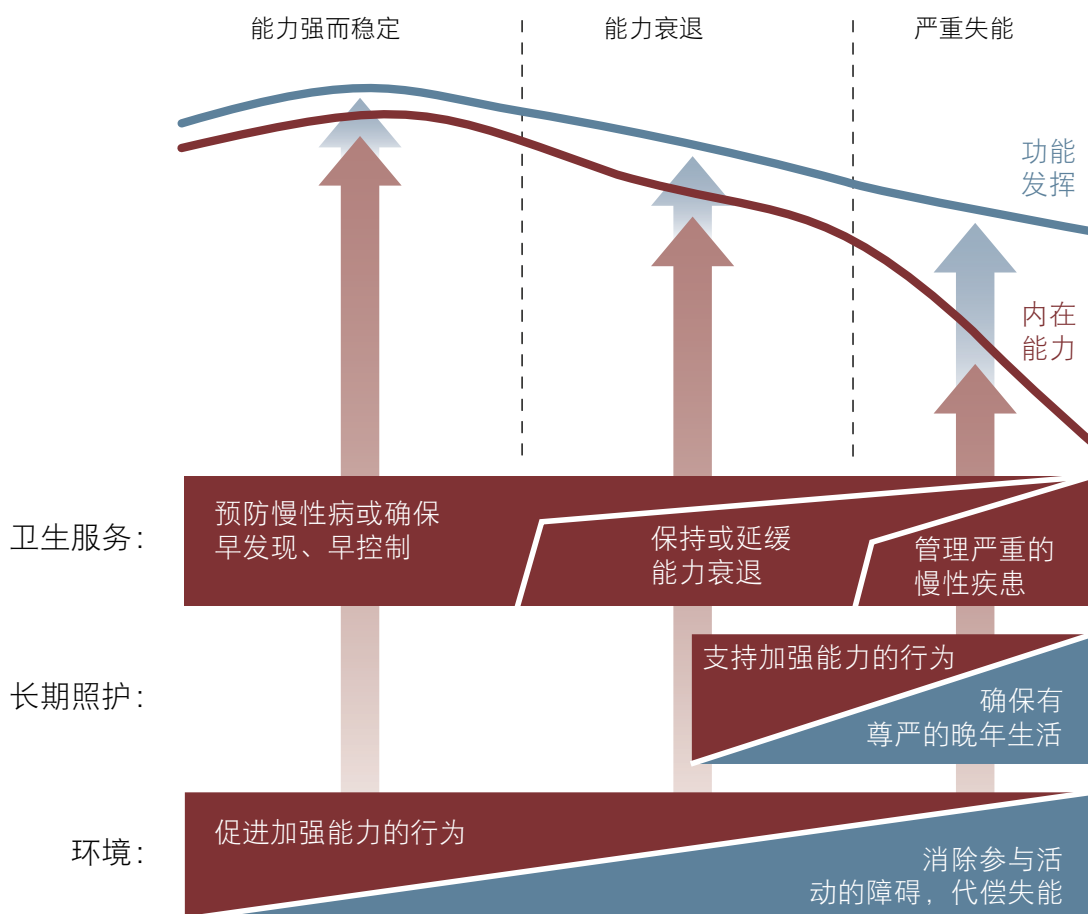 能力强而稳定
能力衰退
严重失能
功能
发挥
内在
能力
卫生服务：
预防慢性病或确保
早发现、早控制
保持或延缓
能力衰退
管理严重的
慢性疾患
长期照护：
支持加强能力的行为
确保有
尊严的晚年生活
环境：
促进加强能力的行为
消除参与活
动的障碍，代偿失能